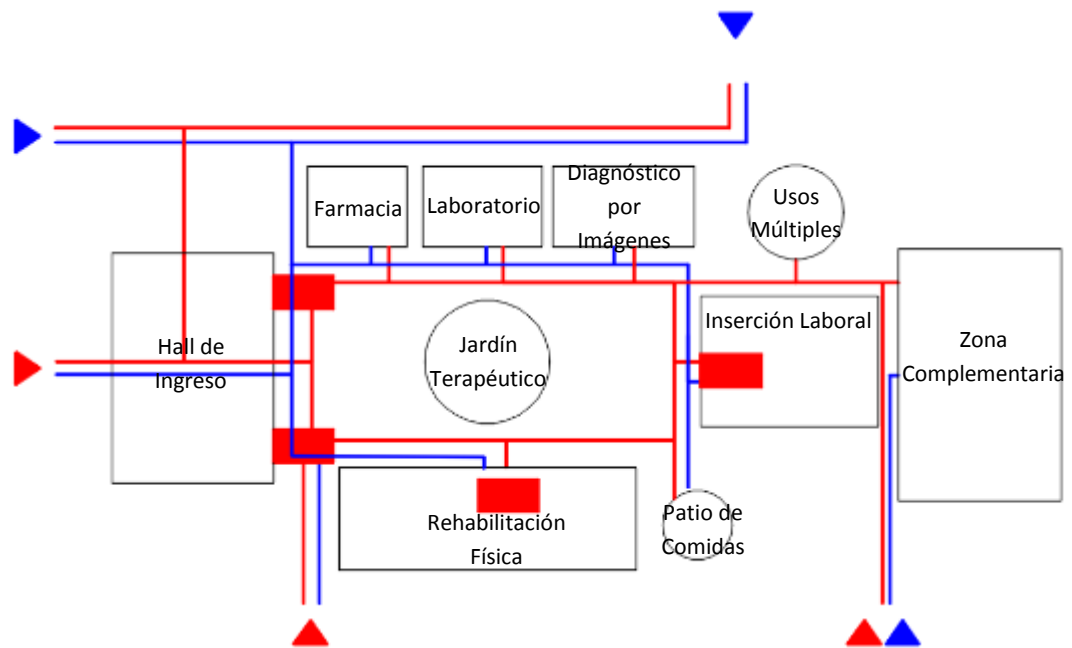 Diagnóstico
por
Imágenes
Farmacia
Laboratorio
Usos
Múltiples
Hall de
Ingreso
Jardín
Terapéutico
Inserción Laboral
Zona
Complementaria
Rehabilitación
Física
Patio de
Comidas